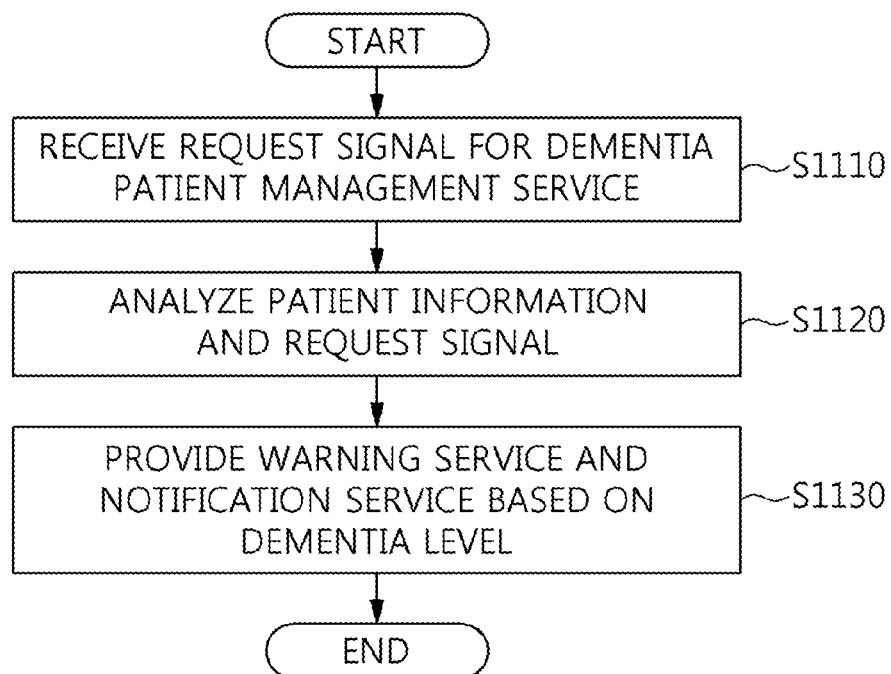 START
RECEIVE REQUEST SIGNAL FOR DEMENTIA
PATIENT MANAGEMENT SERVICE
S1110
ANALYZE PATIENT INFORMATION
AND REQUEST SIGNAL
S1120
PROVIDE WARNING SERVICE AND
NOTIFICATION SERVICE BASED ON
DEMENTIA LEVEL
S1130
END